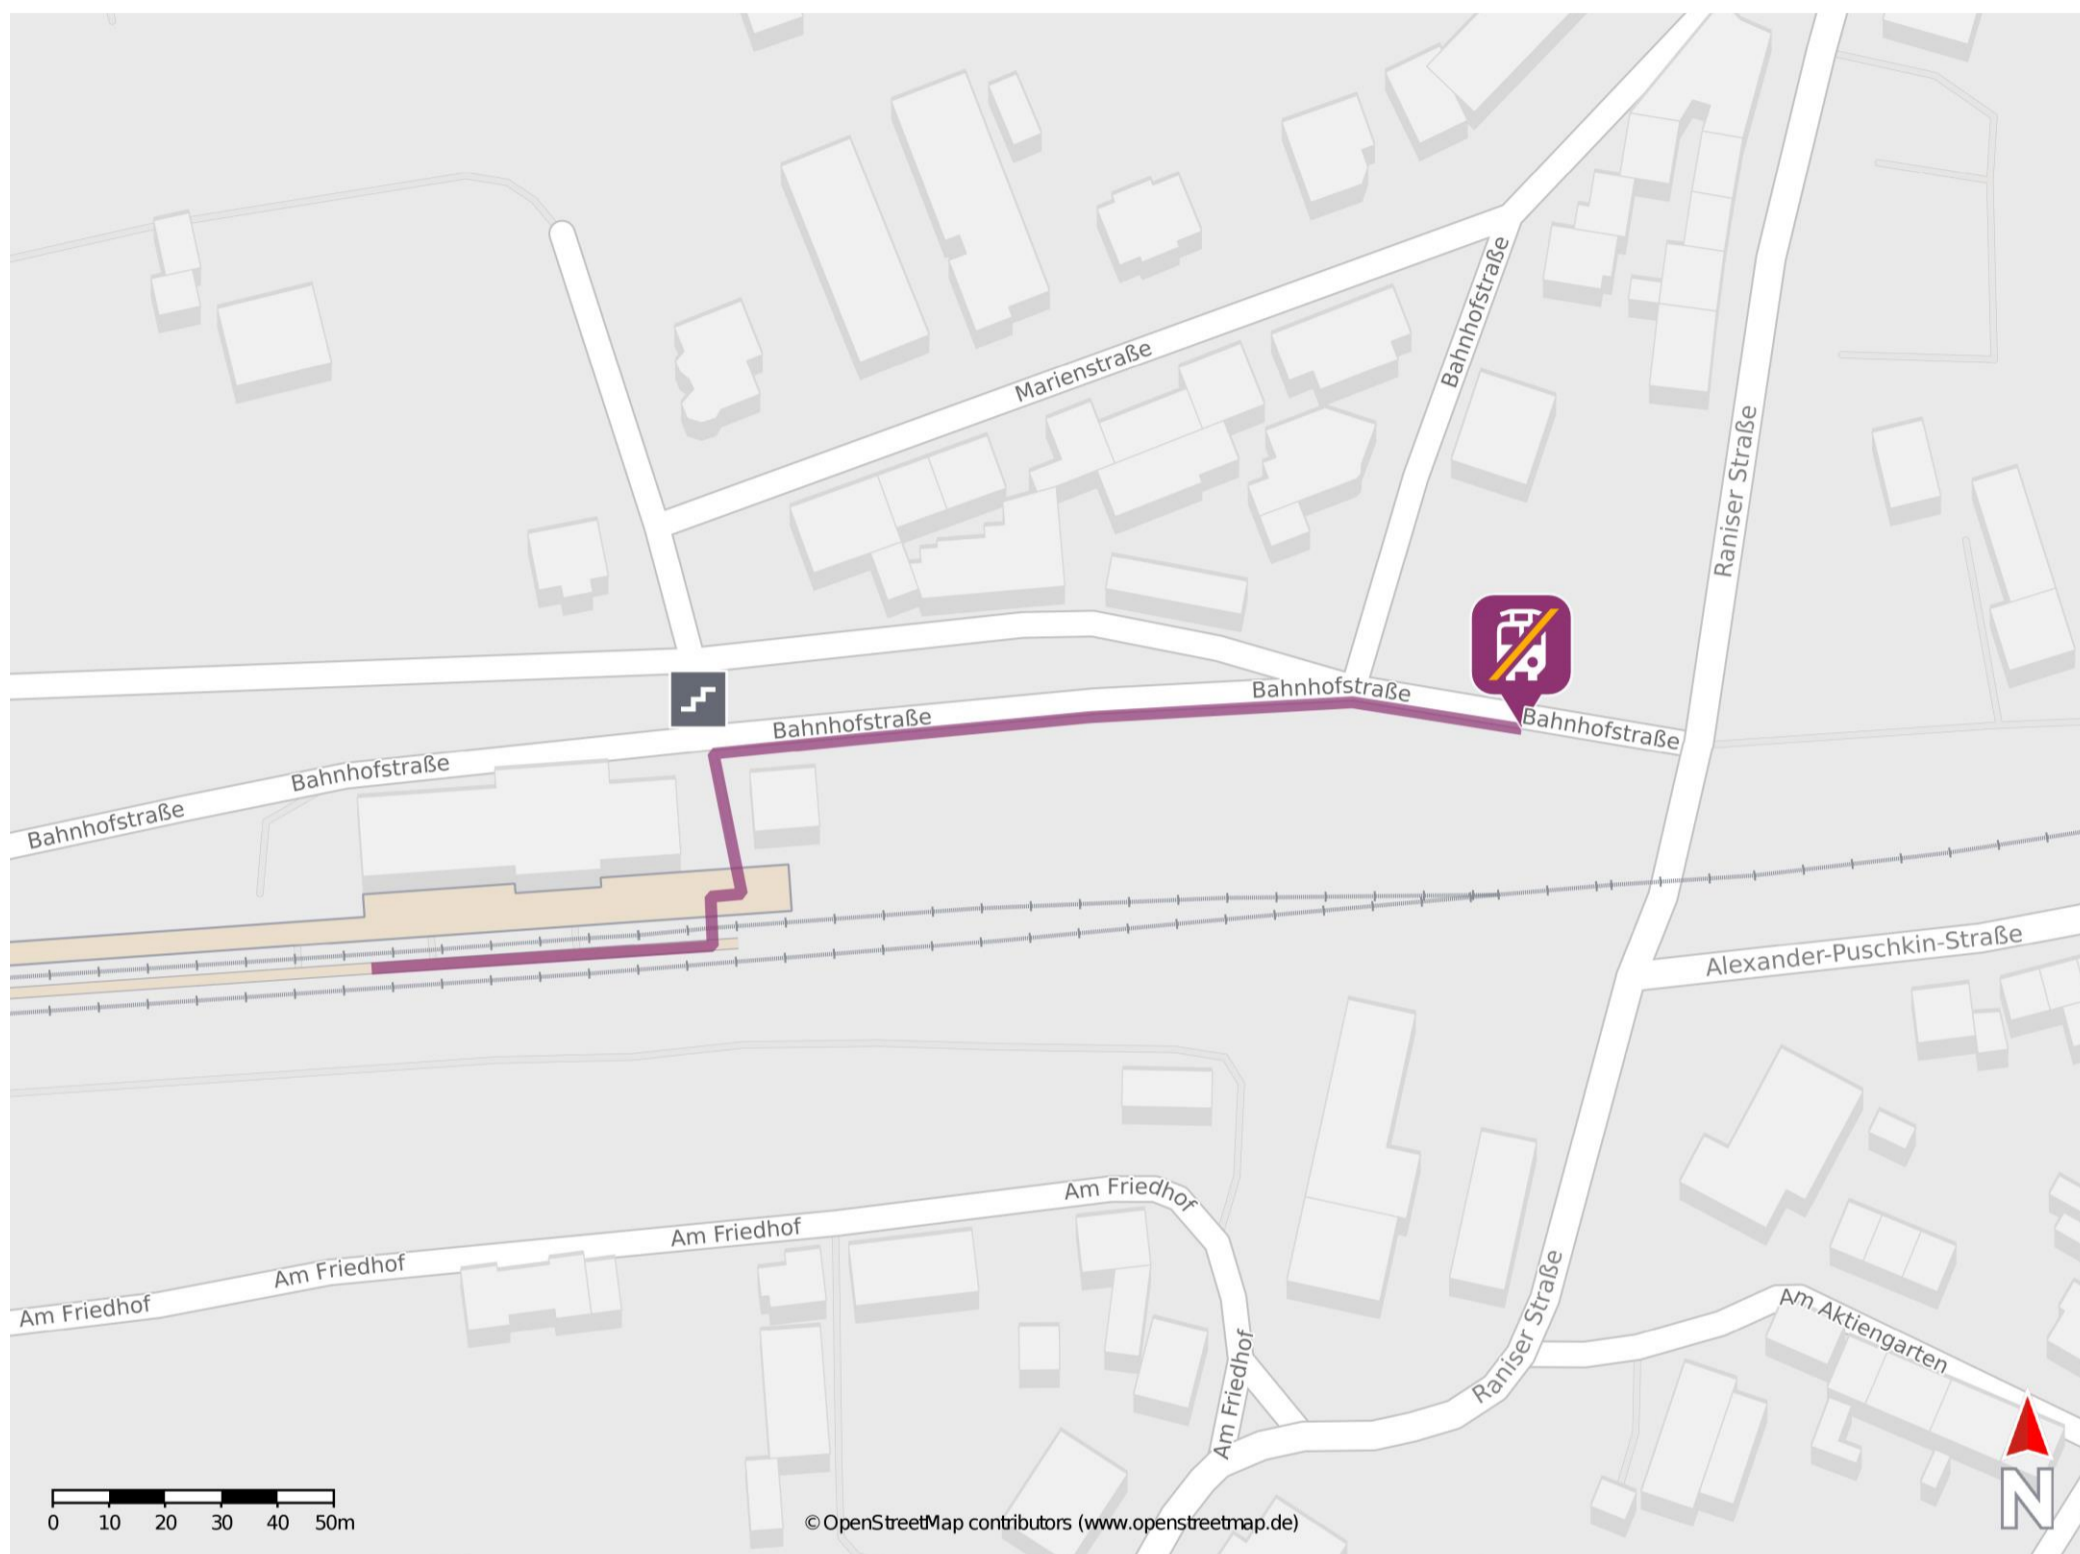 Bahnhofstraße
Marienstraße
Raniser Straße
Bahnhofstraße
Bahnhofstraße
Bahnhofstraße
Bahnhofstraße
Bahnhofstraße
Alexander-Puschkin-Straße
Am Friedhof
Am Friedhof
Am Friedhof
Am Friedhof
Raniser Straße
Am Aktiengarten
Am Friedhof
0 10 20 30 40 50m
© OpenStreetMap contributors (www.openstreetmap.de)
N